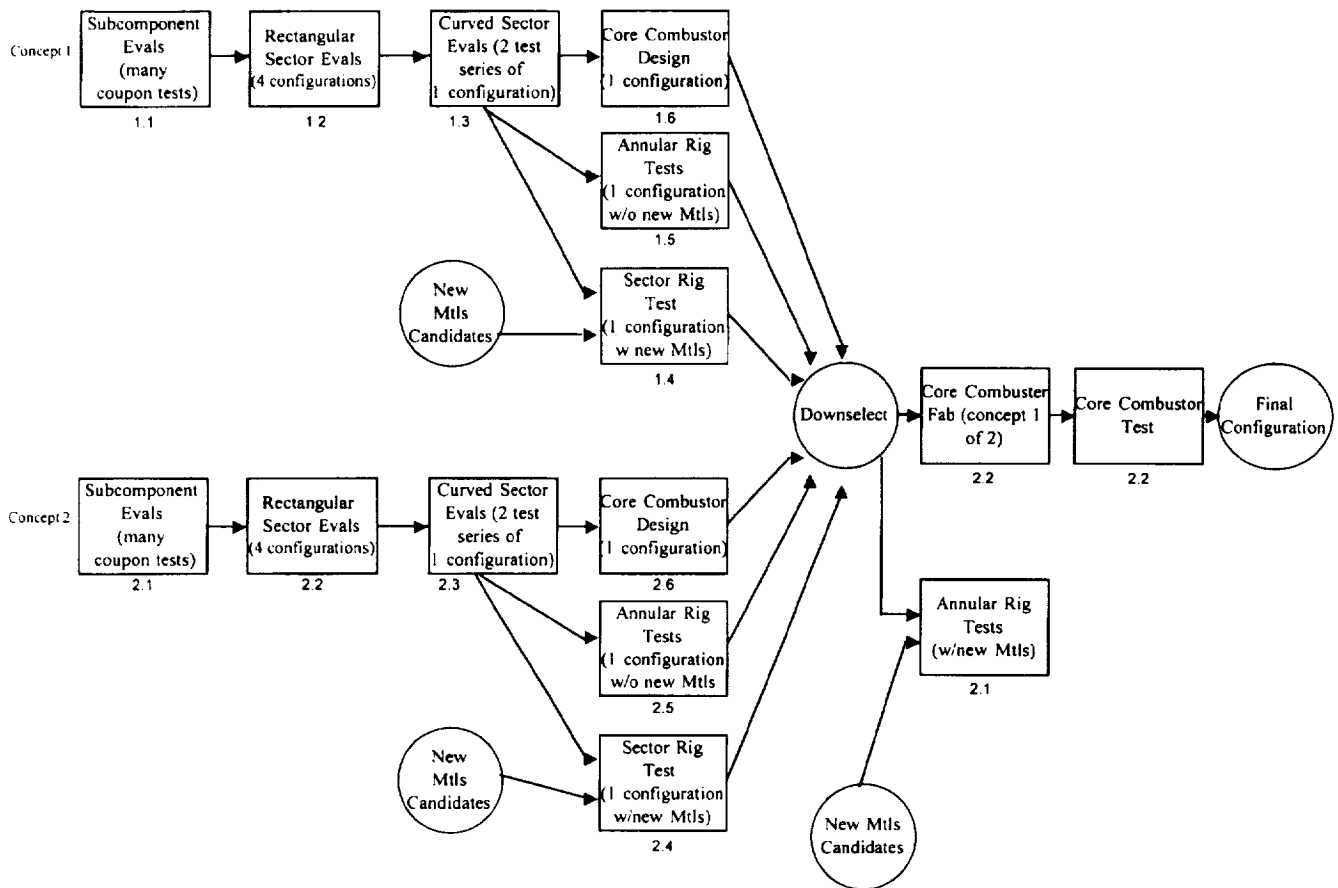 Concept 1
Subcomponent
Evals
(many
coupon tests)
1.1
Rectangular
Sector Evals
(4 configurations)
1.2
Curved Sector
Evals (2 test
series of
1 configuration)
1.3
Core Combustor
Design
(1 configuration)
1.6
Annular Rig
Tests
(1 configuration
w/o new Mtls)
1.5
New
Mtls
Candidates
Sector Rig
Test
(1 configuration
w new Mtls)
1.4
Downselect
Core Combuster
Fab (concept 1
of 2)
2.2
Core Combustor
Test
2.2
Final
Configuration
Concept 2
Subcomponent
Evals
(many
coupon tests)
2.1
Rectangular
Sector Evals
(4 configurations)
2.2
Curved Sector
Evals (2 test
series of
1 configuration)
2.3
Core Combustor
Design
(1 configuration)
2.6
Annular Rig
Tests
(1 configuration
w/o new Mtls
2.5
New
Mtls
Candidates
Sector Rig
Test
(1 configuration
w/new Mtls)
2.4
Annular Rig
Tests
(w/new Mtls)
2.1
New Mtls
Candidates